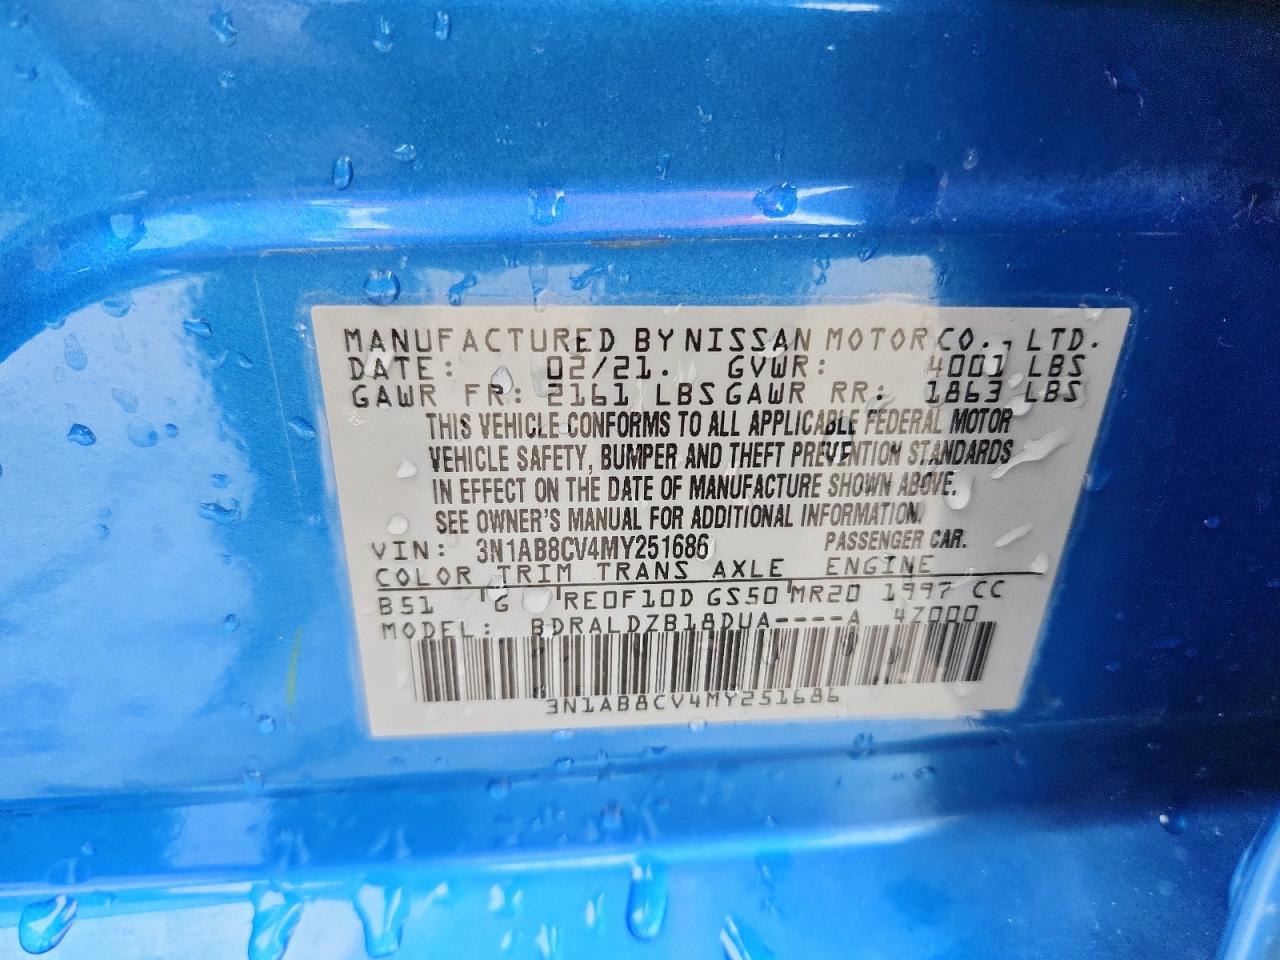 MANUFACTURED BY NISSAN MOTOR CO., LTD.
DATE: 02/21. GVWR: 4001 LBS
GAWR FR: 2161 LBS GAWR RR: 1863 LBS
THIS VEHICLE CONFORMS TO ALL APPLICABLE FEDERAL MOTOR
VEHICLE SAFETY, BUMPER AND THEFT PREVENTION STANDARDS
IN EFFECT ON THE DATE OF MANUFACTURE SHOWN ABOVE.
SEE OWNER'S MANUAL FOR ADDITIONAL INFORMATION.
VIN: 3N1AB8CV4MY251686 PASSENGER CAR.
COLOR TRIM TRANS AXLE ENGINE
B51 G RE0F10D GS50 MR20 1997 CC
MODEL: BDRALDZB18DUA----A 4Z000
3N1AB8CV4MY251686